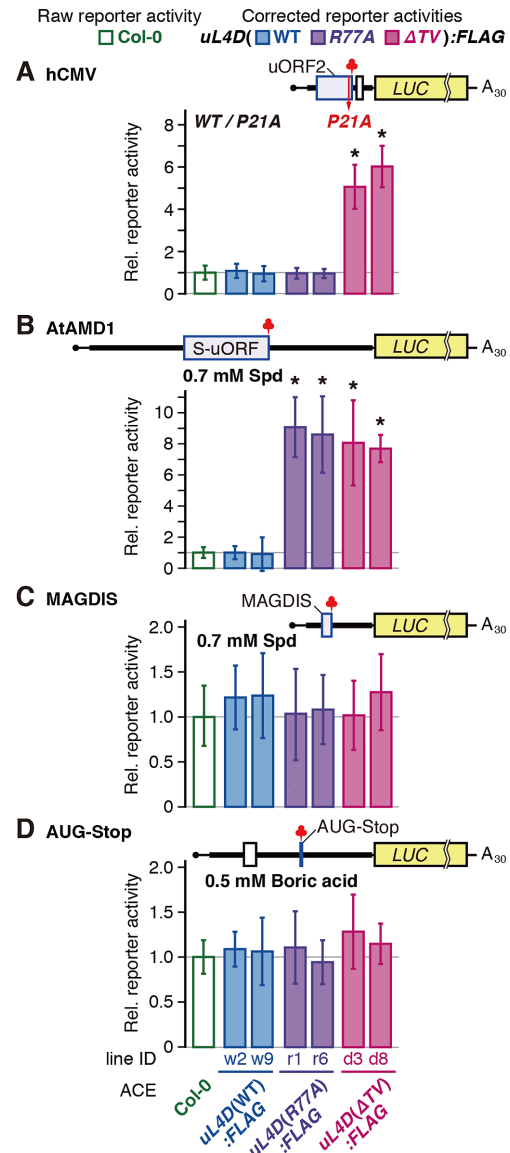 Raw reporter activity Corrected reporter activities
Col-0 uL4D( WT R77A ΔTV ):FLAG
A hCMV
uORF2
LUC A30
WT / P21A P21A
Rel. reporter activity
8
6
4
2
0
* *
B AtAMD1
S-uORF LUC A30
0.7 mM Spd
Rel. reporter activity
10
8
6
4
2
0
* * * *
C MAGDIS
MAGDIS
LUC A30
0.7 mM Spd
Rel. reporter activity
2.0
1.5
1.0
0.5
0
D AUG-Stop
AUG-Stop
LUC A30
0.5 mM Boric acid
Rel. reporter activity
2.0
1.5
1.0
0.5
0
line ID w2 w9 r1 r6 d3 d8
ACE
Col-0
uL4D(WT)
:FLAG
uL4D(R77A)
:FLAG
uL4D(ΔTV)
:FLAG